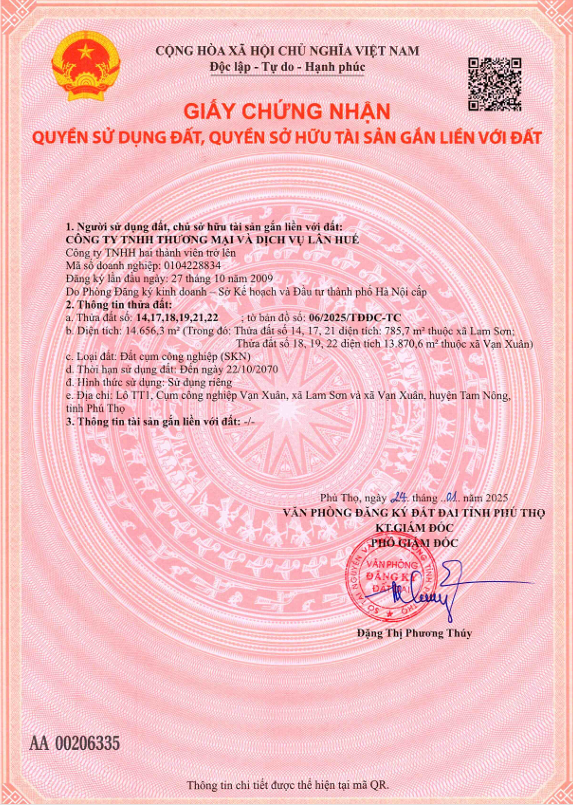 CỘNG HÒA XÃ HỘI CHỦ NGHĨA VIỆT NAM
Độc lập - Tự do - Hạnh phúc
GIẤY CHỨNG NHẬN
QUYỀN SỬ DỤNG ĐẤT, QUYỀN SỞ HỮU TÀI SẢN GẮN LIỀN VỚI ĐẤT
1. Người sử dụng đất, chủ sở hữu tài sản gắn liền với đất:
CÔNG TY TNHH THƯƠNG MẠI VÀ DỊCH VỤ LÂN HUẾ
Công ty TNHH hai thành viên trở lên
Mã số doanh nghiệp: 0104228834
Đăng ký lần đầu ngày: 27 tháng 10 năm 2009
Do Phòng Đăng ký kinh doanh – Sở Kế hoạch và Đầu tư thành phố Hà Nội cấp
2. Thông tin thửa đất:
a. Thửa đất số: 14,17,18,19,21,22 ; tờ bản đồ số: 06/2025/TĐDC-TC
b. Diện tích: 14.656,3 m² (Trong đó: Thửa đất số 14, 17, 21 diện tích: 785,7 m² thuộc xã Lam Sơn;
Thửa đất số 18, 19, 22 diện tích 13.870,6 m² thuộc xã Vạn Xuân)
c. Loại đất: Đất cụm công nghiệp (SKN)
d. Thời hạn sử dụng đất: Đến ngày 22/10/2070
đ. Hình thức sử dụng: Sử dụng riêng
e. Địa chỉ: Lô TT1, Cụm công nghiệp Vạn Xuân, xã Lam Sơn và xã Vạn Xuân, huyện Tam Nông,
tỉnh Phú Thọ
3. Thông tin tài sản gắn liền với đất: -/-
Phú Thọ, ngày 24 tháng 01 năm 2025
VĂN PHÒNG ĐĂNG KÝ ĐẤT ĐAI TỈNH PHÚ THỌ
KT.GIÁM ĐỐC
PHÓ GIÁM ĐỐC
VĂN PHÒNG
ĐĂNG KÝ
ĐẤT ĐAI
Đặng Thị Phương Thúy
AA 00206335
Thông tin chi tiết được thể hiện tại mã QR.